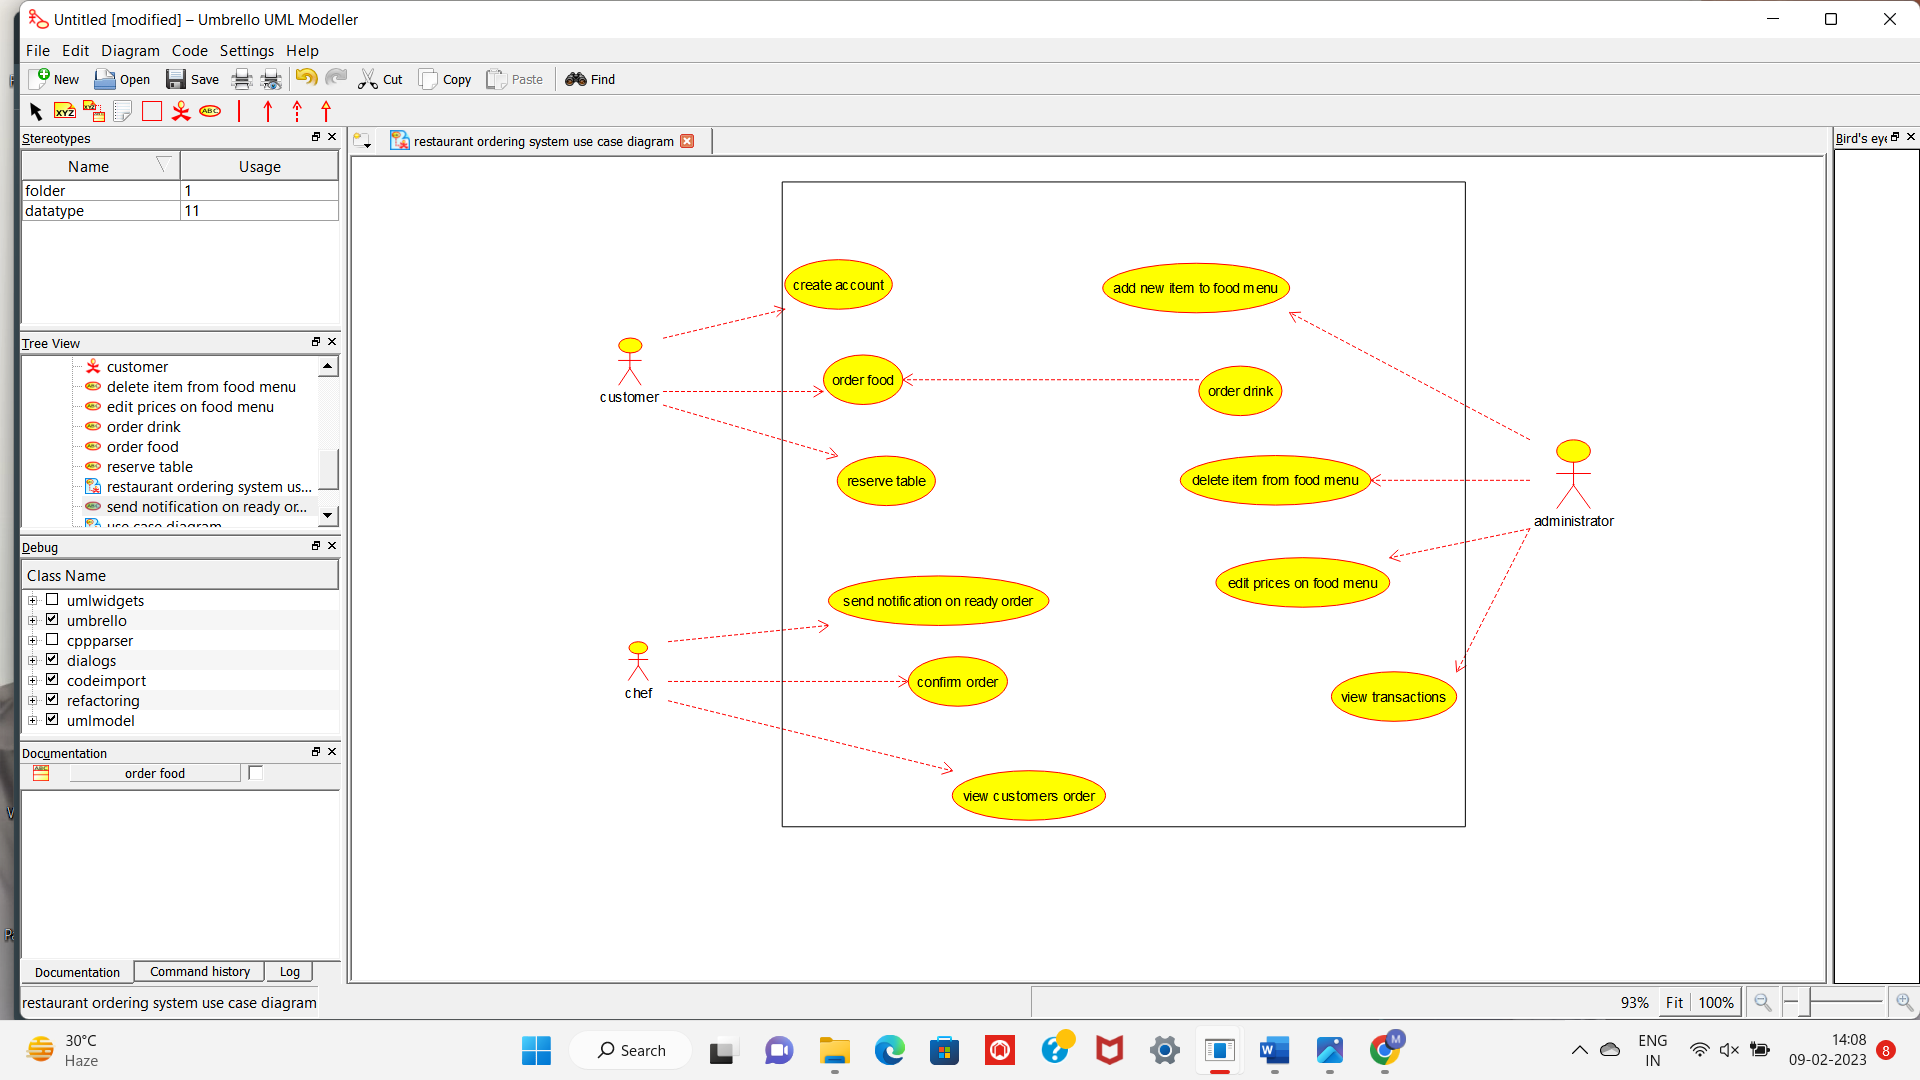 Untitled [modified] – Umbrello UML Modeller
File Edit Diagram Code Settings Help
New Open Save Cut Copy Paste Find
XYZ XYZ ABC
Stereotypes
Name Usage
folder 1
datatype 11
Tree View
customer
delete item from food menu
edit prices on food menu
order drink
order food
reserve table
restaurant ordering system us...
send notification on ready or...
use case diagram
Debug
Class Name
umlwidgets
umbrello
cppparser
dialogs
codeimport
refactoring
umlmodel
Documentation
order food
Documentation Command history Log
restaurant ordering system use case diagram
restaurant ordering system use case diagram
create account
add new item to food menu
customer
order food
order drink
reserve table
delete item from food menu
administrator
edit prices on food menu
send notification on ready order
chef
confirm order
view transactions
view customers order
Bird's eye
93% Fit 100%
30°C
Haze
Search
M
ENG
IN
14:08
09-02-2023
8